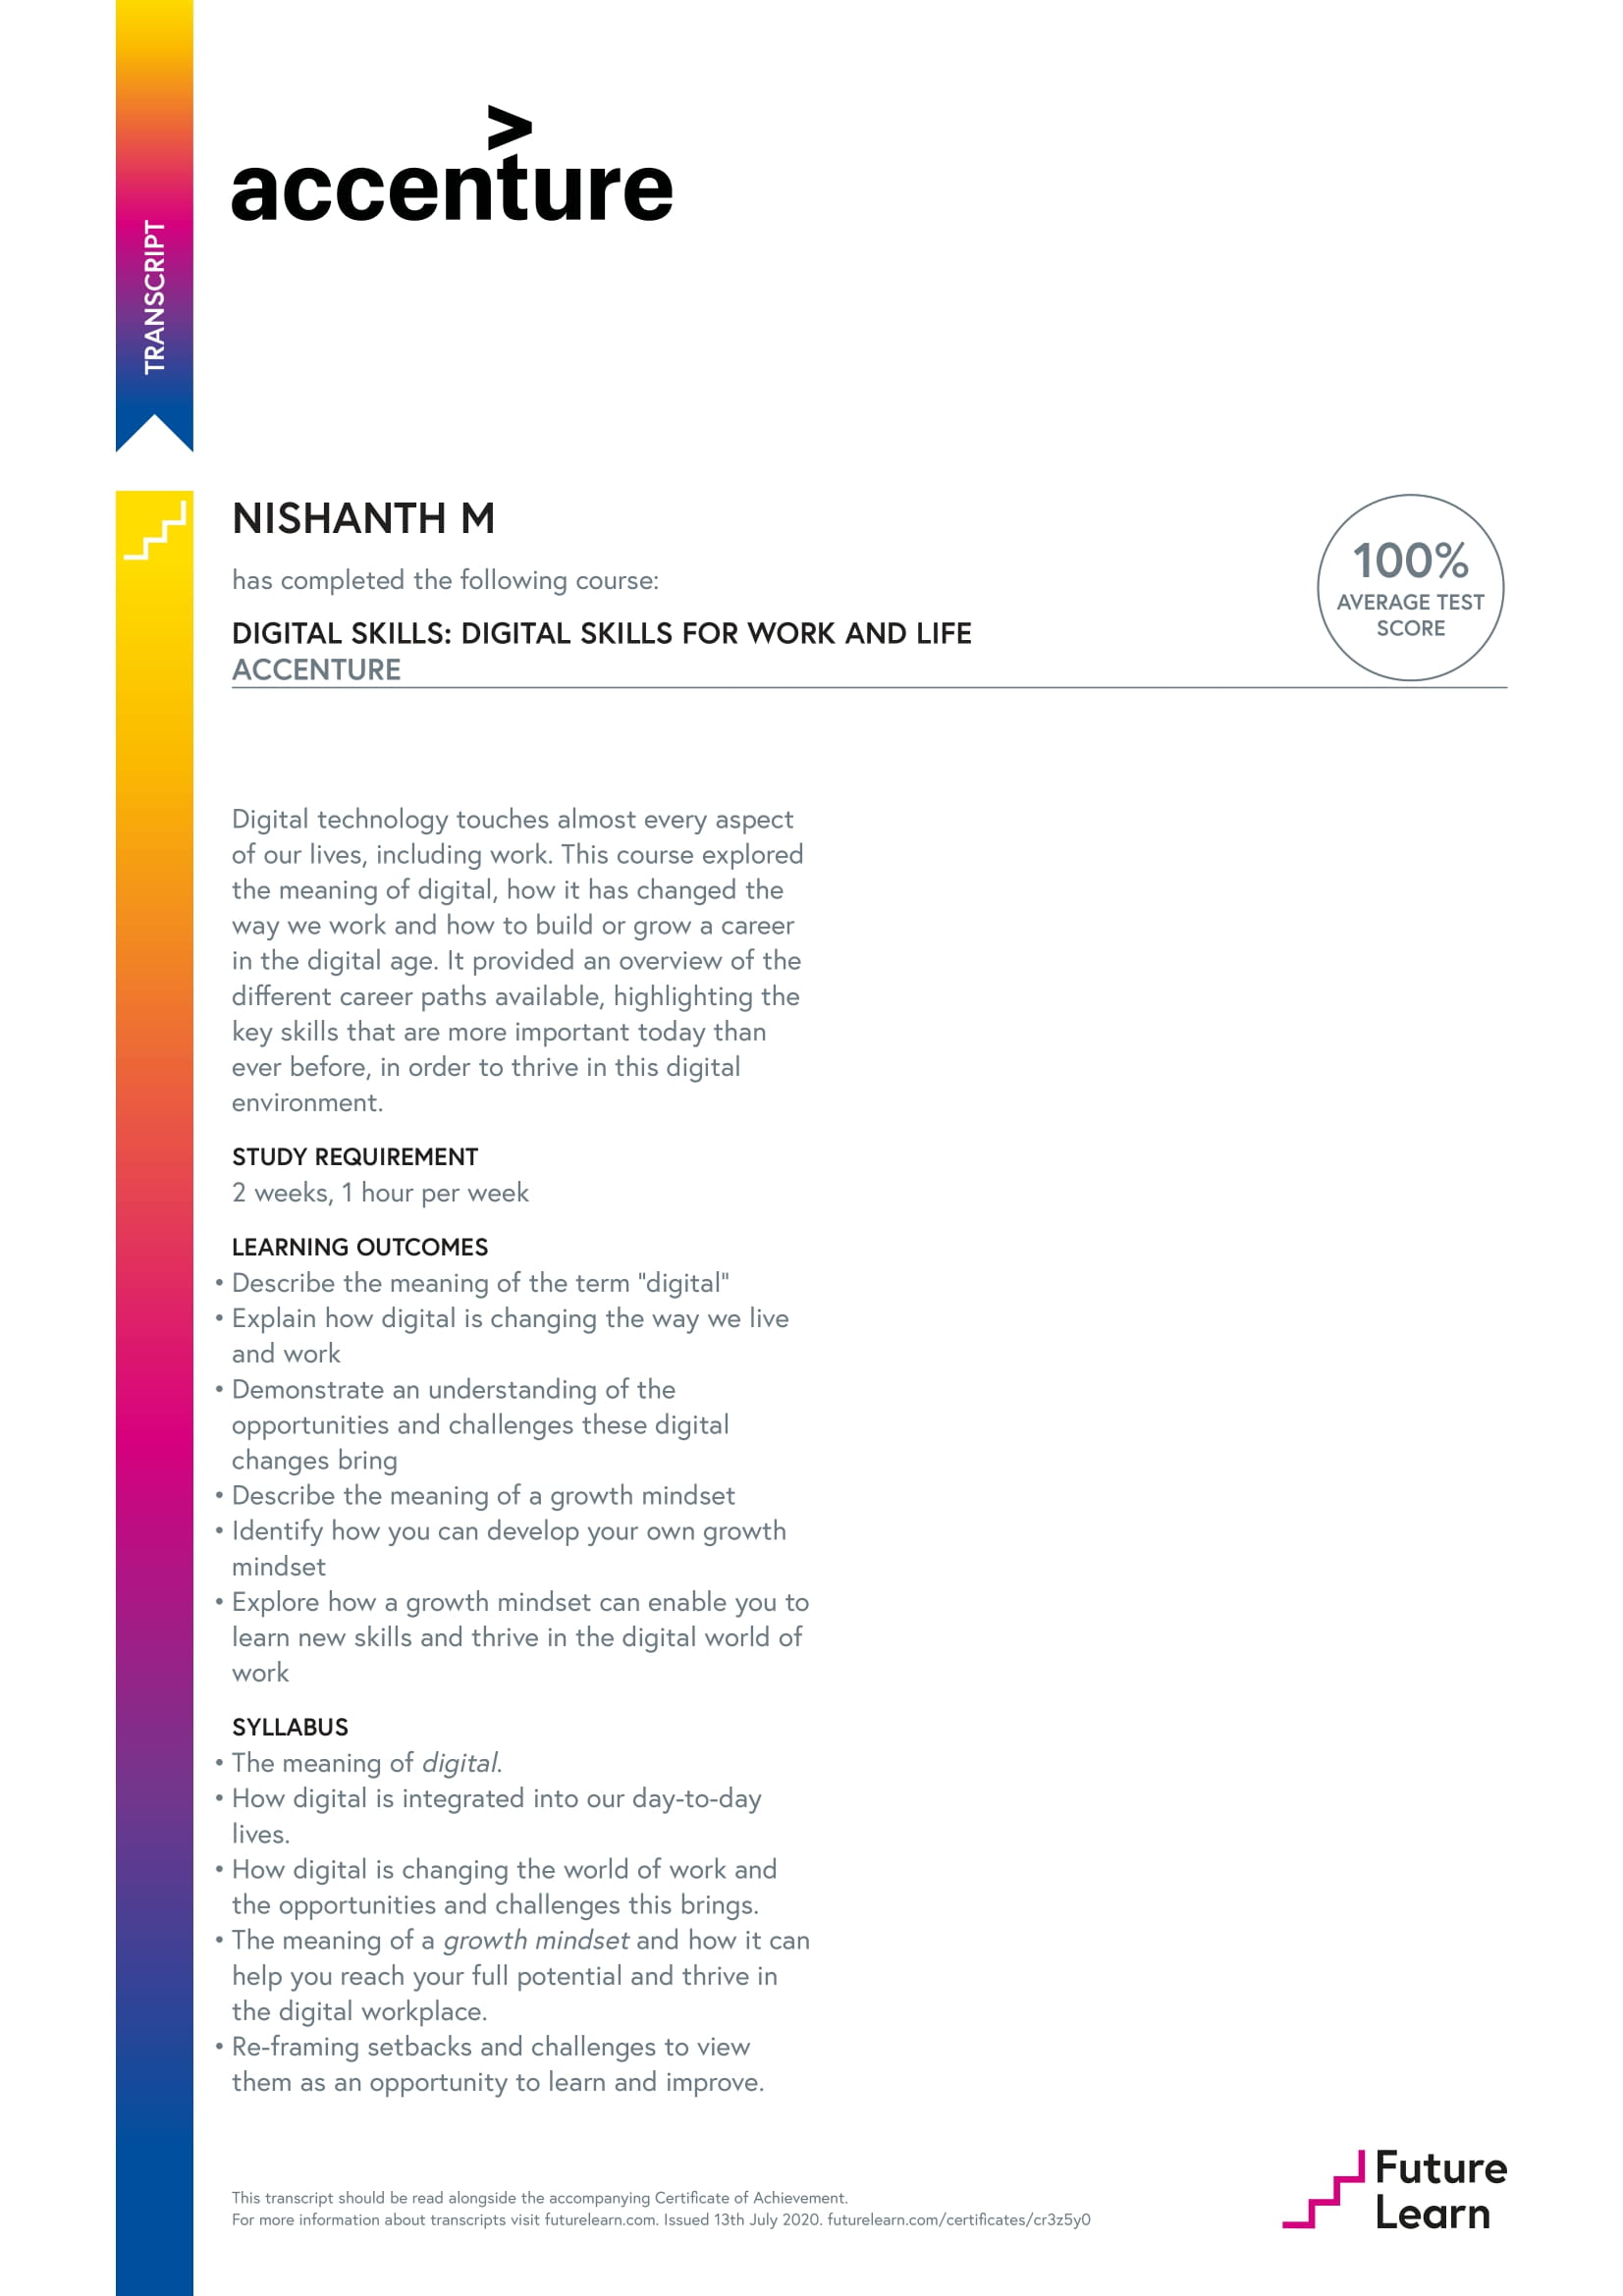 TRANSCRIPT
accenture
NISHANTH M
has completed the following course:
DIGITAL SKILLS: DIGITAL SKILLS FOR WORK AND LIFE
ACCENTURE
100%
AVERAGE TEST
SCORE
Digital technology touches almost every aspect
of our lives, including work. This course explored
the meaning of digital, how it has changed the
way we work and how to build or grow a career
in the digital age. It provided an overview of the
different career paths available, highlighting the
key skills that are more important today than
ever before, in order to thrive in this digital
environment.
STUDY REQUIREMENT
2 weeks, 1 hour per week
LEARNING OUTCOMES
• Describe the meaning of the term "digital"
• Explain how digital is changing the way we live
and work
• Demonstrate an understanding of the
opportunities and challenges these digital
changes bring
• Describe the meaning of a growth mindset
• Identify how you can develop your own growth
mindset
• Explore how a growth mindset can enable you to
learn new skills and thrive in the digital world of
work
SYLLABUS
• The meaning of digital.
• How digital is integrated into our day-to-day
lives.
• How digital is changing the world of work and
the opportunities and challenges this brings.
• The meaning of a growth mindset and how it can
help you reach your full potential and thrive in
the digital workplace.
• Re-framing setbacks and challenges to view
them as an opportunity to learn and improve.
This transcript should be read alongside the accompanying Certificate of Achievement.
For more information about transcripts visit futurelearn.com. Issued 13th July 2020. futurelearn.com/certificates/cr3z5y0
Future
Learn